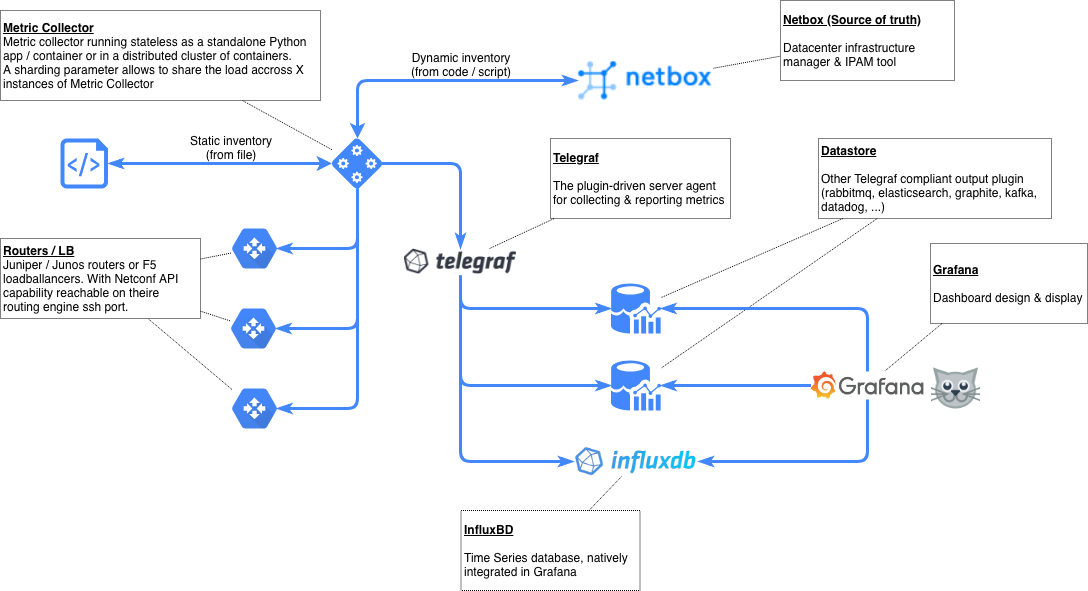 Metric Collector
Metric collector running stateless as a standalone Python
app / container or in a distributed cluster of containers.
A sharding parameter allows to share the load accross X
instances of Metric Collector
Dynamic inventory
(from code / script)
netbox
Netbox (Source of truth)
Datacenter infrastructure
manager & IPAM tool
</>
Static inventory
(from file)
Telegraf
The plugin-driven server agent
for collecting & reporting metrics
Datastore
Other Telegraf compliant output plugin
(rabbitmq, elasticsearch, graphite, kafka,
datadog, ...)
Routers / LB
Juniper / Junos routers or F5
loadballancers. With Netconf API
capability reachable on theire
routing engine ssh port.
telegraf
Grafana
Dashboard design & display
Grafana
influxdb
InfluxBD
Time Series database, natively
integrated in Grafana